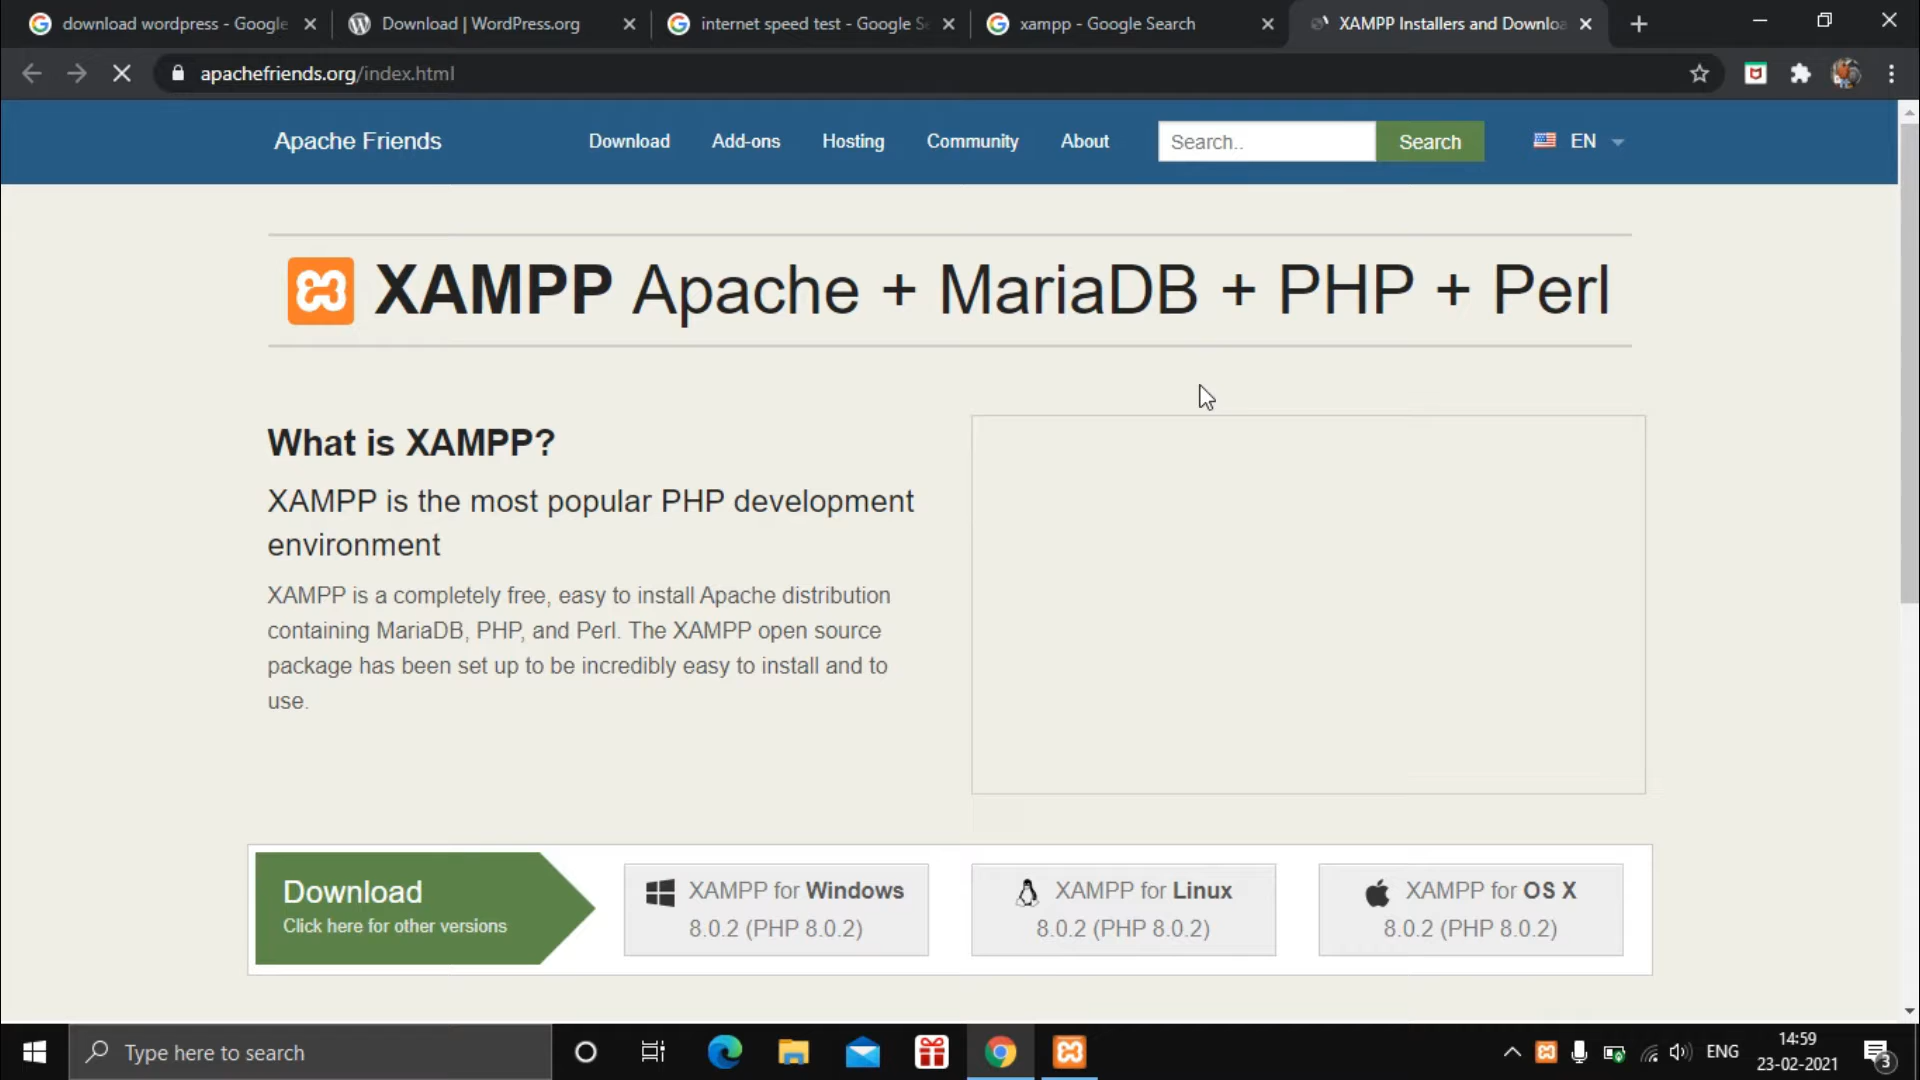 download wordpress - Google
Download | WordPress.org
internet speed test - Google Se
xampp - Google Search
XAMPP Installers and Downloa
apachefriends.org/index.html
Apache Friends
Download
Add-ons
Hosting
Community
About
Search..
Search
EN
XAMPP Apache + MariaDB + PHP + Perl
What is XAMPP?
XAMPP is the most popular PHP development
environment
XAMPP is a completely free, easy to install Apache distribution
containing MariaDB, PHP, and Perl. The XAMPP open source
package has been set up to be incredibly easy to install and to
use.
Download
Click here for other versions
XAMPP for Windows
8.0.2 (PHP 8.0.2)
XAMPP for Linux
8.0.2 (PHP 8.0.2)
XAMPP for OS X
8.0.2 (PHP 8.0.2)
Type here to search
ENG
14:59
23-02-2021
3